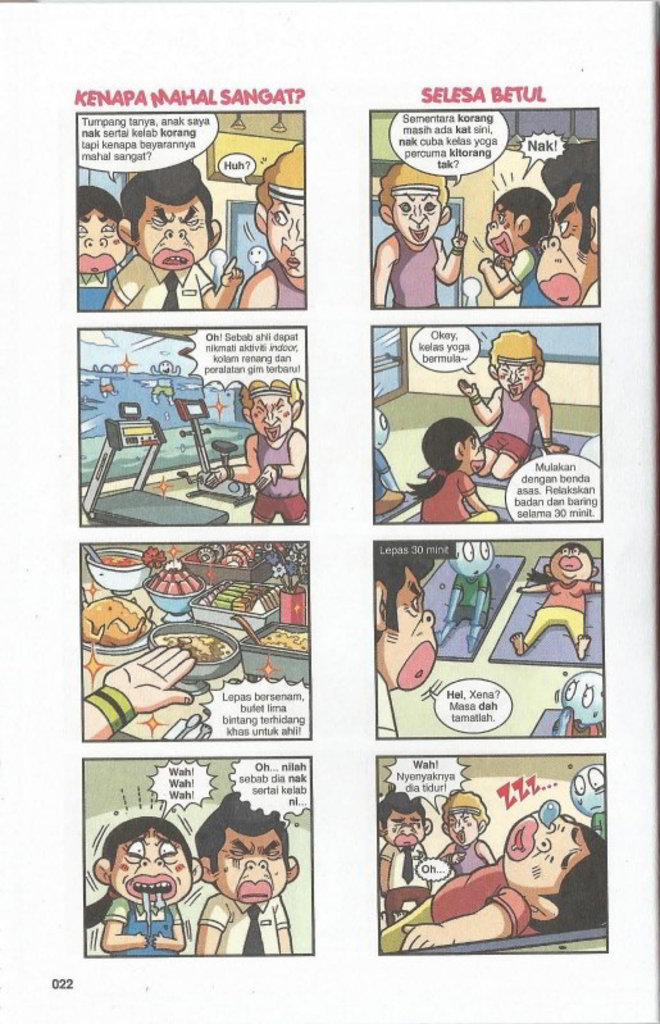 KENAPA MAHAL SANGAT?
Tumpang tanya, anak saya
nak sertai kelab korang
tapi kenapa bayarannya
mahal sangat?
Huh?
Oh! Sebab ahli dapat
nikmati aktiviti indoor,
kolam renang dan
peralatan gim terbaru!
Lepas bersenam,
bufet lima
bintang terhidang
khas untuk ahli!
Wah!
Wah!
Wah!
Oh... nilah
sebab dia nak
sertai kelab
ni...
SELESA BETUL
Sementara korang
masih ada kat sini,
nak cuba kelas yoga
percuma kitorang
tak?
Nak!
Okey,
kelas yoga
bermula~
Mulakan
dengan benda
asas. Relakskan
badan dan baring
selama 30 minit.
Lepas 30 minit
Hei, Xena?
Masa dah
tamatlah.
Wah!
Nyenyaknya
dia tidur!
Oh...
ZZZ...
022